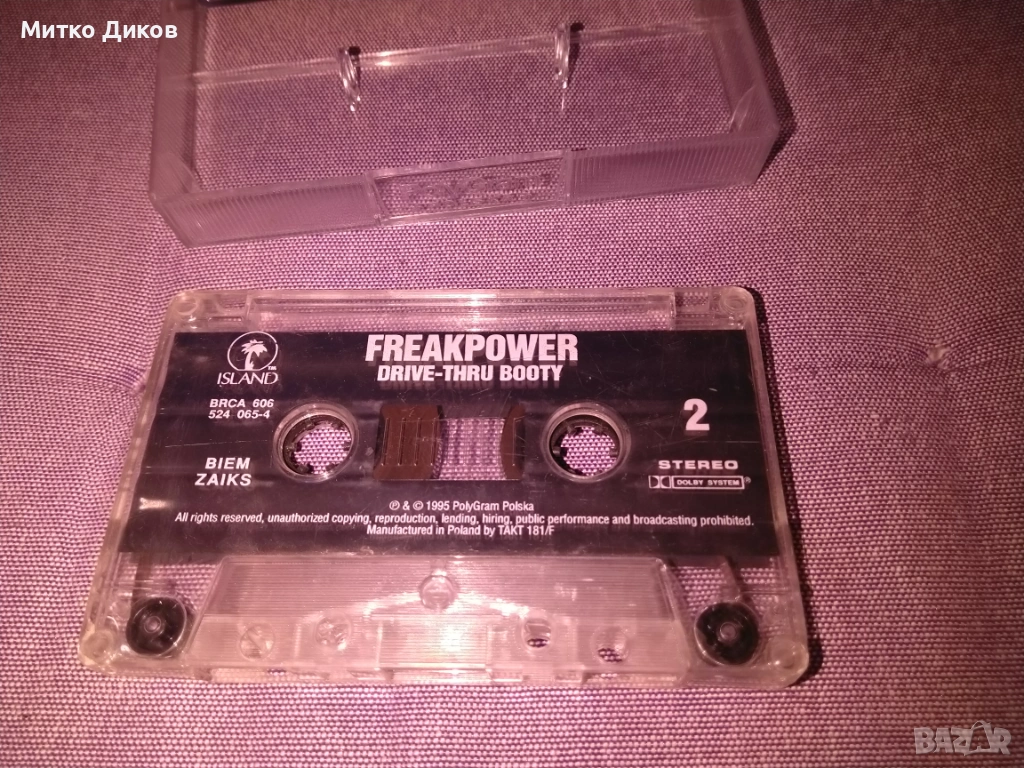 Митко Диков
FREAKPOWER
DRIVE-THRU BOOTY
TM
ISLAND
BRCA 606
524 065-4
2
BIEM
ZAIKS
STEREO
DOLBY SYSTEM®
℗ & © 1995 PolyGram Polska
All rights reserved, unauthorized copying, reproduction, lending, hiring, public performance and broadcasting prohibited.
Manufactured in Poland by TAKT 181/F
BAZAR